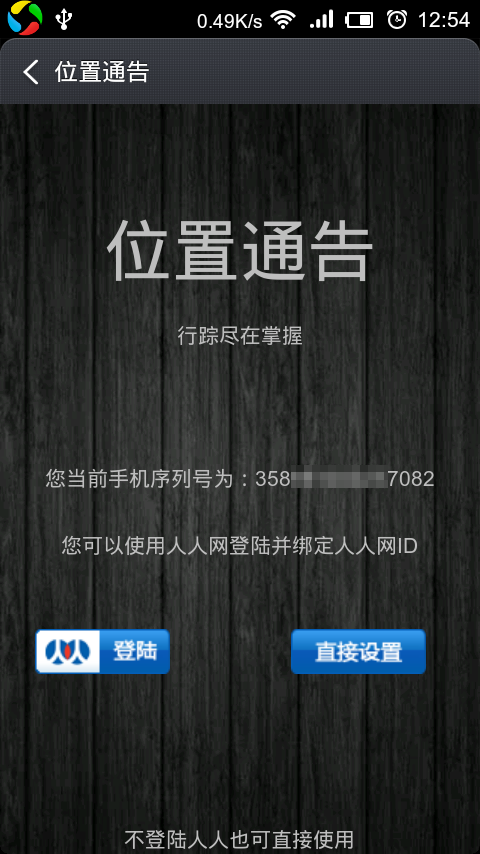 0.49K/s 12:54
位置通告
位置通告
行踪尽在掌握
您当前手机序列号为：358 7082
您可以使用人人网登陆并绑定人人网ID
登陆 直接设置
不登陆人人也可直接使用